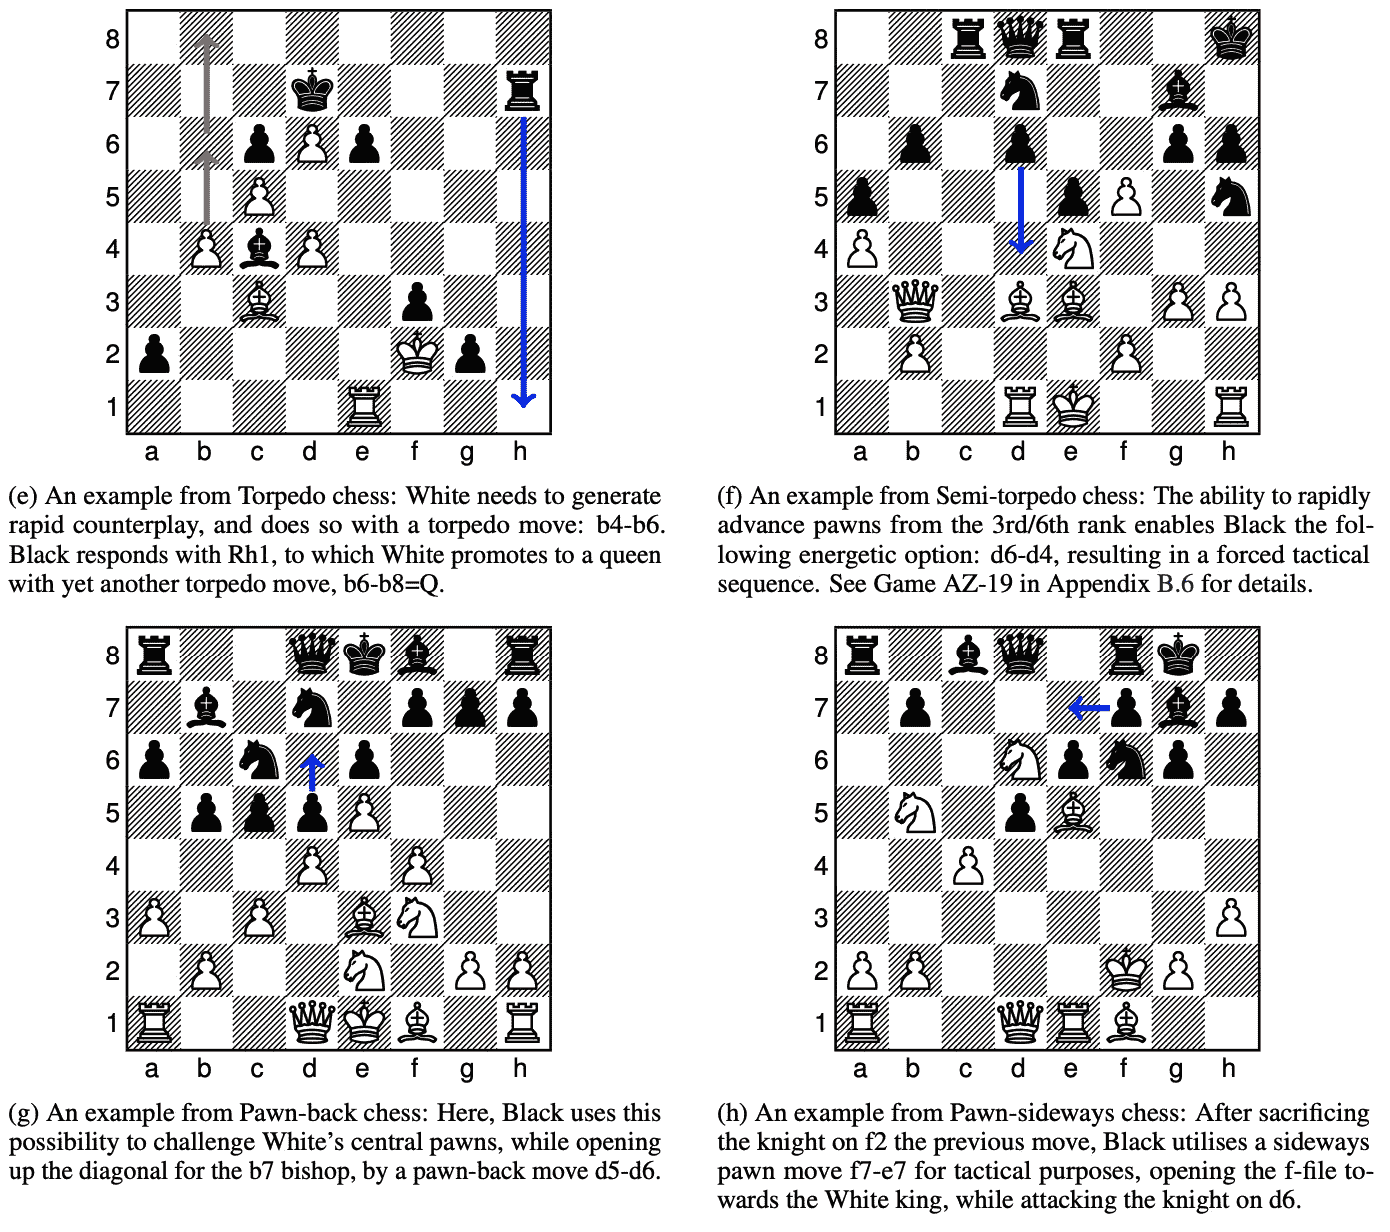 8
7
6
5
4
3
2
1
a b c d e f g h
(e) An example from Torpedo chess: White needs to generate
rapid counterplay, and does so with a torpedo move: b4-b6.
Black responds with Rh1, to which White promotes to a queen
with yet another torpedo move, b6-b8=Q.
8
7
6
5
4
3
2
1
a b c d e f g h
(f) An example from Semi-torpedo chess: The ability to rapidly
advance pawns from the 3rd/6th rank enables Black the fol-
lowing energetic option: d6-d4, resulting in a forced tactical
sequence. See Game AZ-19 in Appendix B.6 for details.
8
7
6
5
4
3
2
1
a b c d e f g h
(g) An example from Pawn-back chess: Here, Black uses this
possibility to challenge White's central pawns, while opening
up the diagonal for the b7 bishop, by a pawn-back move d5-d6.
8
7
6
5
4
3
2
1
a b c d e f g h
(h) An example from Pawn-sideways chess: After sacrificing
the knight on f2 the previous move, Black utilises a sideways
pawn move f7-e7 for tactical purposes, opening the f-file to-
wards the White king, while attacking the knight on d6.